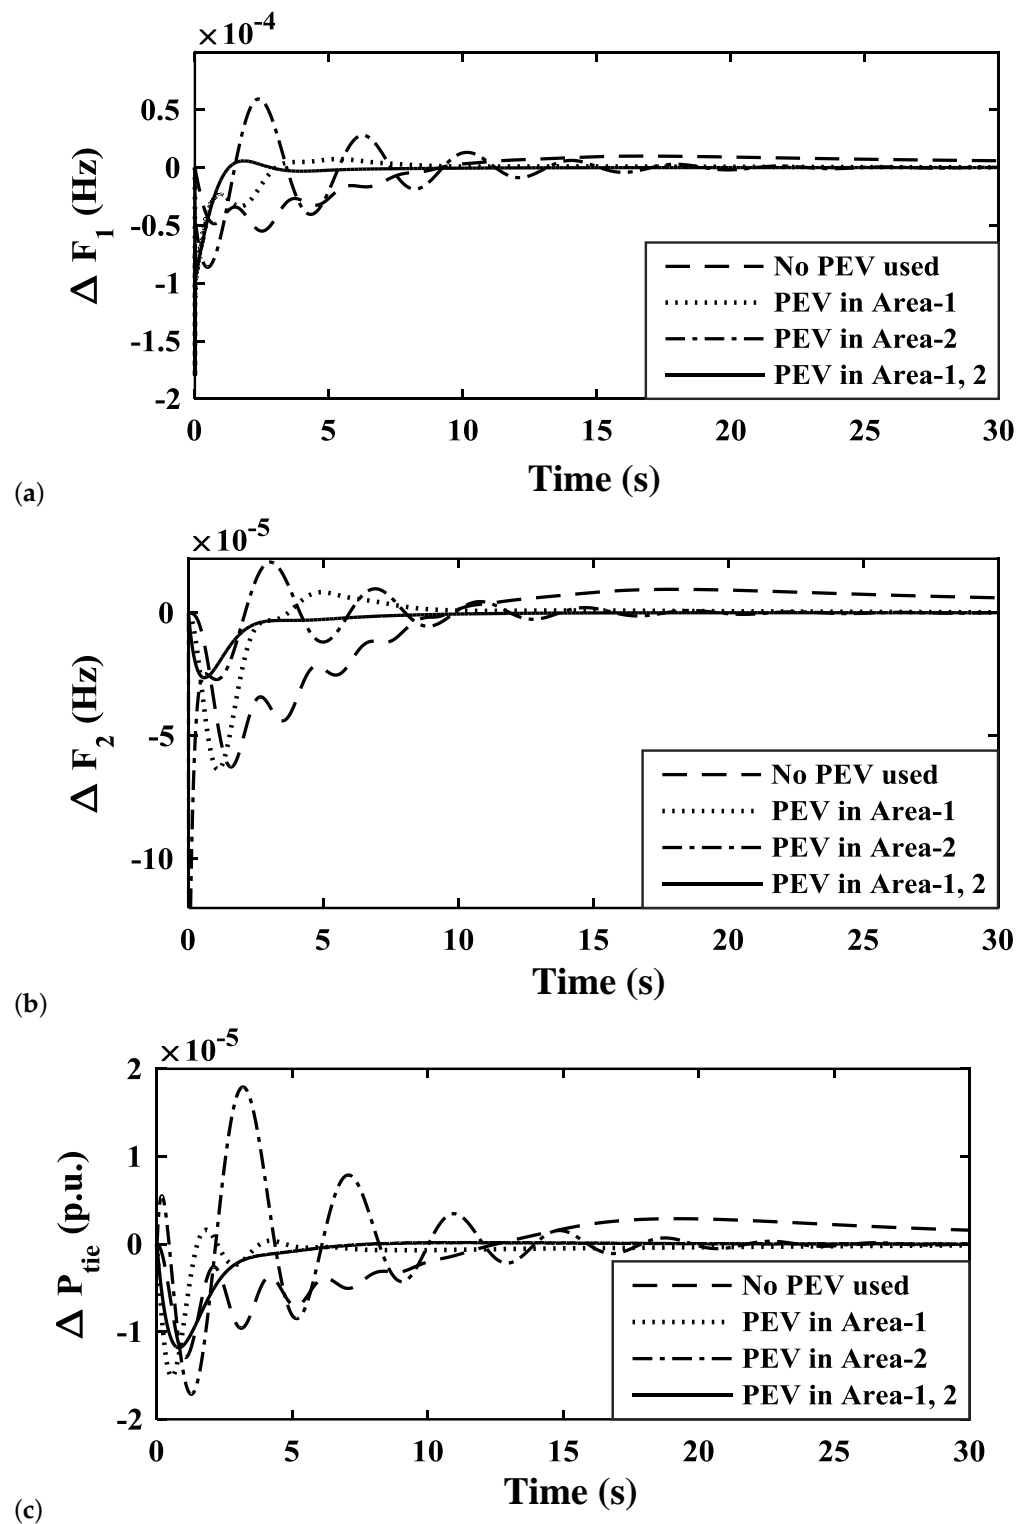 ×10-4
0.5
0
-0.5
-1
-1.5
-2
Δ F1 (Hz)
No PEV used
PEV in Area-1
PEV in Area-2
PEV in Area-1, 2
0 5 10 15 20 25 30
Time (s)
(a)
×10-5
0
-5
-10
Δ F2 (Hz)
No PEV used
PEV in Area-1
PEV in Area-2
PEV in Area-1, 2
0 5 10 15 20 25 30
Time (s)
(b)
×10-5
2
1
0
-1
-2
Δ Ptie (p.u.)
No PEV used
PEV in Area-1
PEV in Area-2
PEV in Area-1, 2
0 5 10 15 20 25 30
Time (s)
(c)